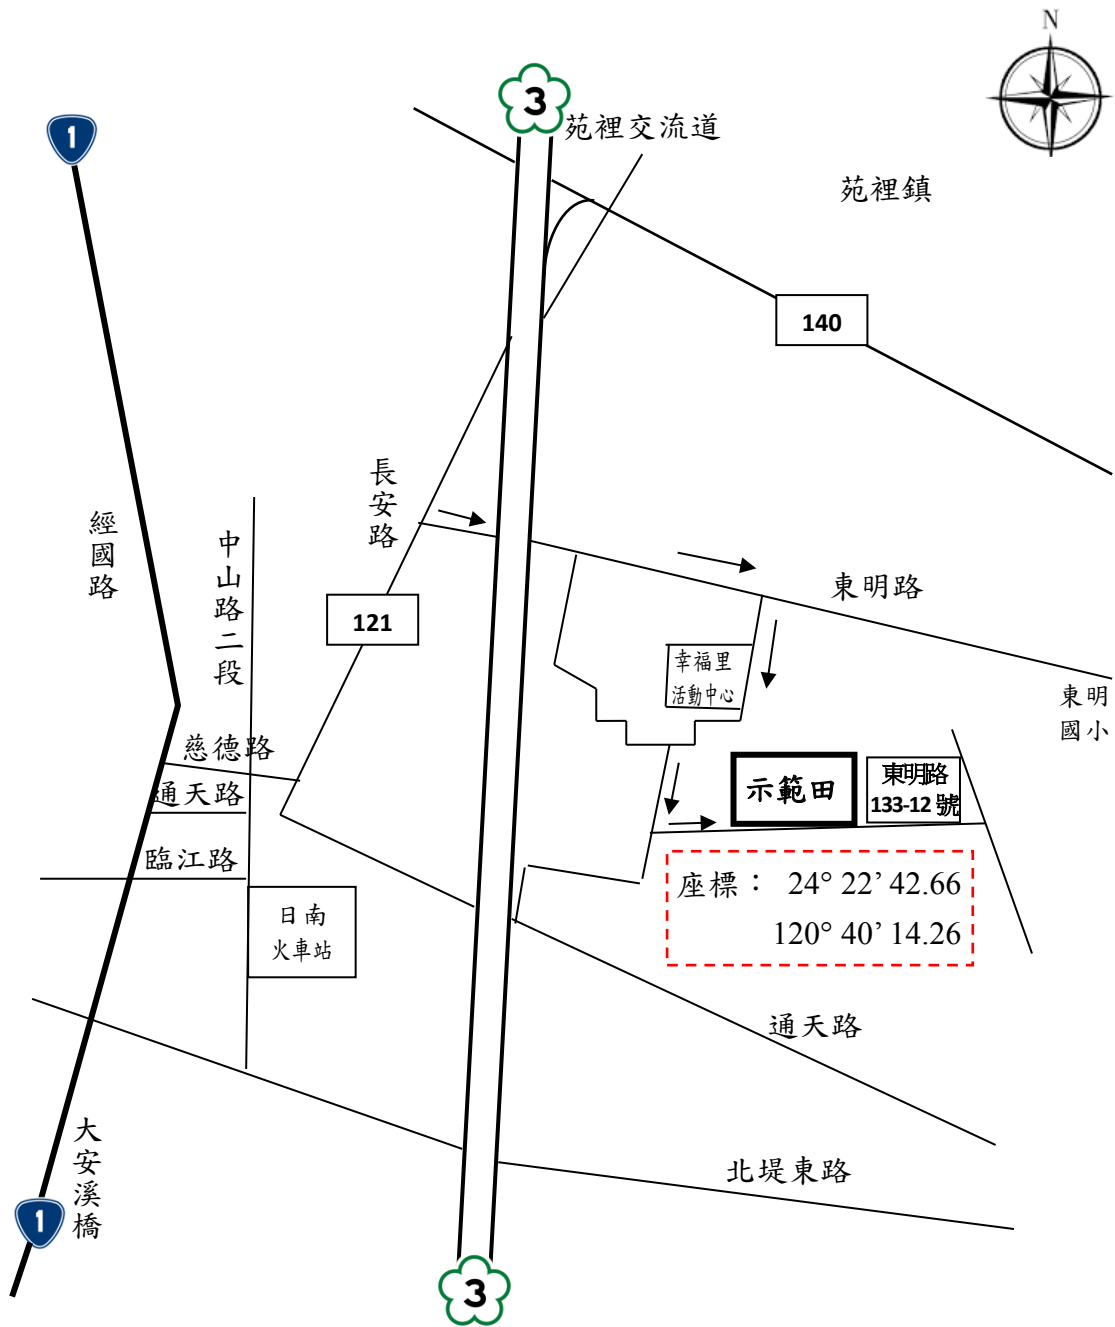 N
3
苑裡交流道
1
苑裡鎮
140
長安路
經國路
中山路二段
東明路
121
幸福里
活動中心
東明
國小
慈德路
通天路
示範田
東明路
133-12 號
臨江路
座標： 24° 22’ 42.66
120° 40’ 14.26
日南
火車站
通天路
大安溪橋
北堤東路
1
3